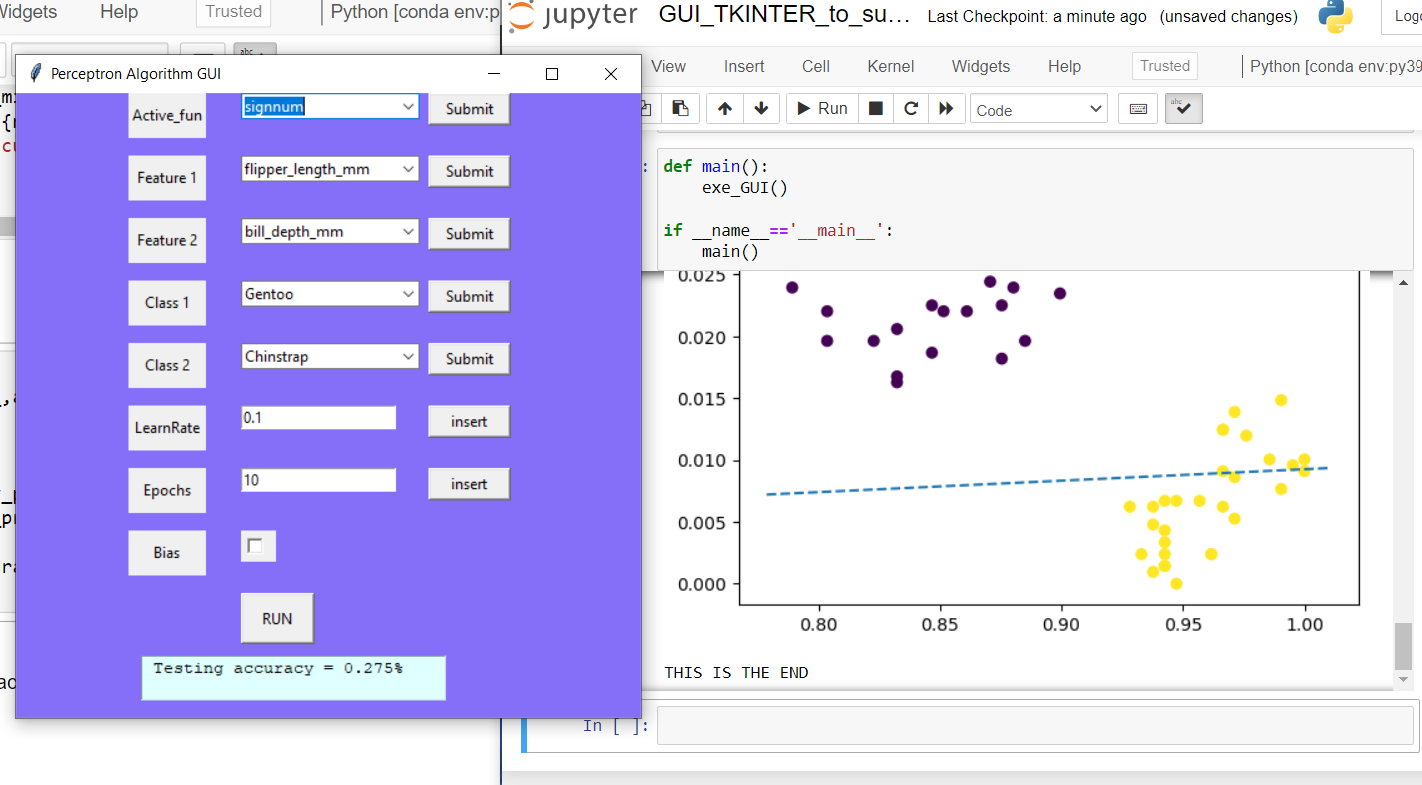 Widgets Help Trusted Python [conda env:p
jupyter GUI_TKINTER_to_su... Last Checkpoint: a minute ago (unsaved changes)
View Insert Cell Kernel Widgets Help Trusted Python [conda env:py39
Run Code
Perceptron Algorithm GUI
Active_fun signnum Submit
Feature 1 flipper_length_mm Submit
Feature 2 bill_depth_mm Submit
Class 1 Gentoo Submit
Class 2 Chinstrap Submit
LearnRate 0.1 insert
Epochs 10 insert
Bias
RUN
Testing accuracy = 0.275%
def main():
exe_GUI()
if __name__=='__main__':
main()
0.025
0.020
0.015
0.010
0.005
0.000
0.80 0.85 0.90 0.95 1.00
THIS IS THE END
In [ ]: